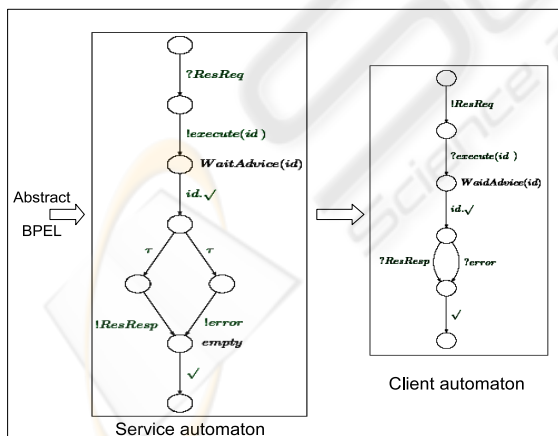 Abstract
BPEL
?ResReq
!execute(id)
WaitAdvice(id)
id.√
τ τ
!ResResp !error
empty
√
Service automaton
!ResReq
?execute(id)
WaidAdvice(id)
id.√
?ResResp ?error
√
Client automaton
Science a